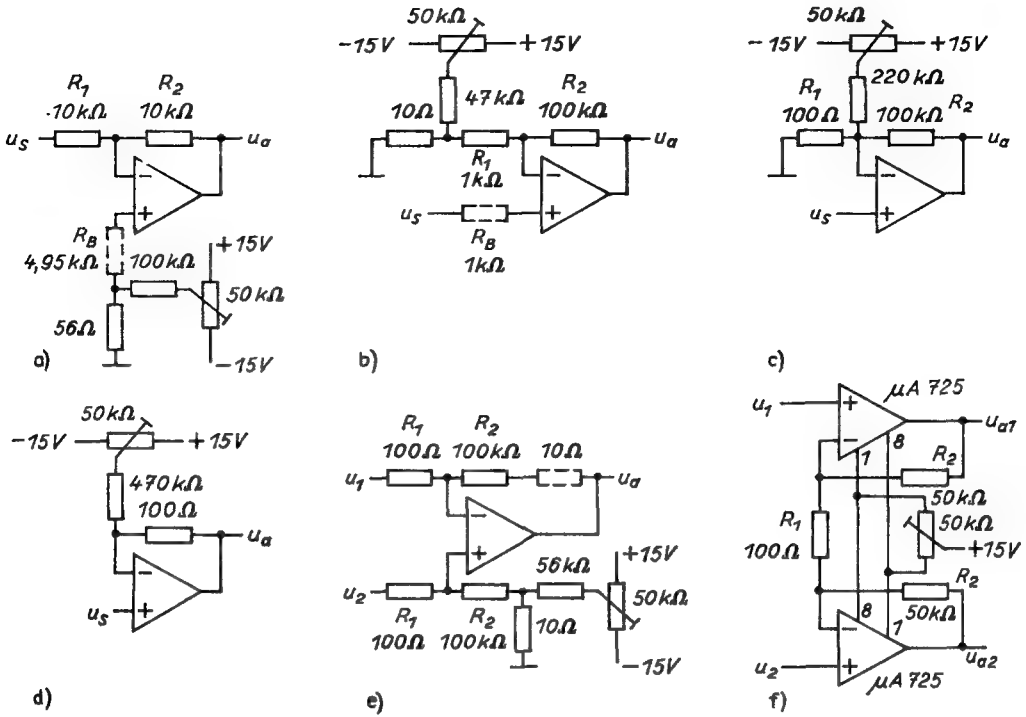 R1
10kΩ
R2
10kΩ
uS
ua
−
+
RB
4,95kΩ
100kΩ
+15V
50kΩ
56Ω
−15V
a)
50kΩ
−15V
+15V
47kΩ
R2
100kΩ
10Ω
R1
1kΩ
ua
−
+
uS
RB
1kΩ
b)
50kΩ
−15V
+15V
220kΩ
R1
100Ω
100kΩ R2
ua
−
+
uS
c)
50kΩ
−15V
+15V
470kΩ
100Ω
ua
−
+
uS
d)
R1
100Ω
R2
100kΩ
10Ω
u1
ua
−
+
56kΩ
+15V
u2
R1
100Ω
R2
100kΩ
10Ω
50kΩ
−15V
e)
μA 725
u1
+
−
8
1
ua1
R2
50kΩ
R1
100Ω
50kΩ
+15V
R2
50kΩ
8
1
−
+
u2
ua2
μA 725
f)